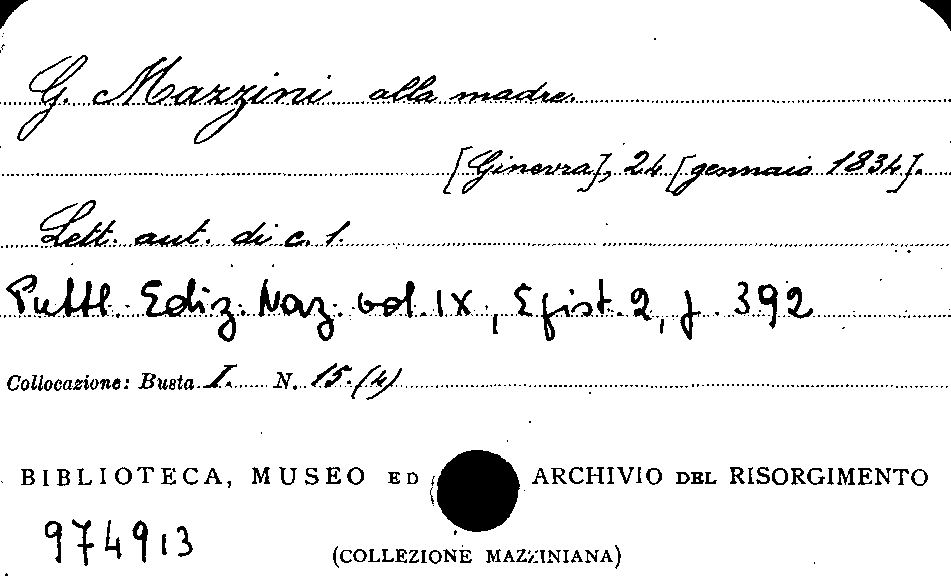 G. Mazzini alla madre.
[Ginevra], 24 [gennaio 1834].
Lett. aut. di c. 1.
Pubbl. Ediz. Naz. vol. IX, Epist. 2, p. 392
Collocazione: Busta I. N. 15.(4)
BIBLIOTECA, MUSEO ED ARCHIVIO DEL RISORGIMENTO
974913
(COLLEZIONE MAZZINIANA)